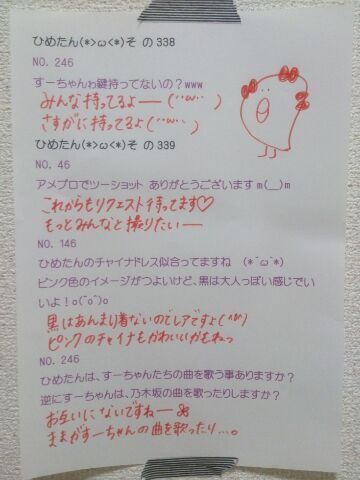 ひめたん(*>ω<*)その338
NO. 246
すーちゃんゎ鍵持ってないの？www
みんな持ってるよー(˙˙ω˙˙ )
さすがに持ってるよ(˙˙ω˙˙ )
ひめたん(*>ω<*)その339
NO. 46
アメプロでツーショット ありがとうございますm(__)m
これからもリクエスト待ってます♡
もっとみんなと撮りたいー
NO. 146
ひめたんのチャイナドレス似合ってますね (*´ω`*)
ピンク色のイメージがつよいけど、黒は大人っぽい感じでい
いよ！o(^o^)o
黒はあんまり着ないのでレアですよ(^ω^)
ピンクのチャイナもかわいいかもねっ
NO. 246
ひめたんは、すーちゃんたちの曲を歌う事ありますか？
逆にすーちゃんは、乃木坂の曲を歌ったりしますか？
お互いにないですねー
きまがすーちゃんの曲を歌ったり…。